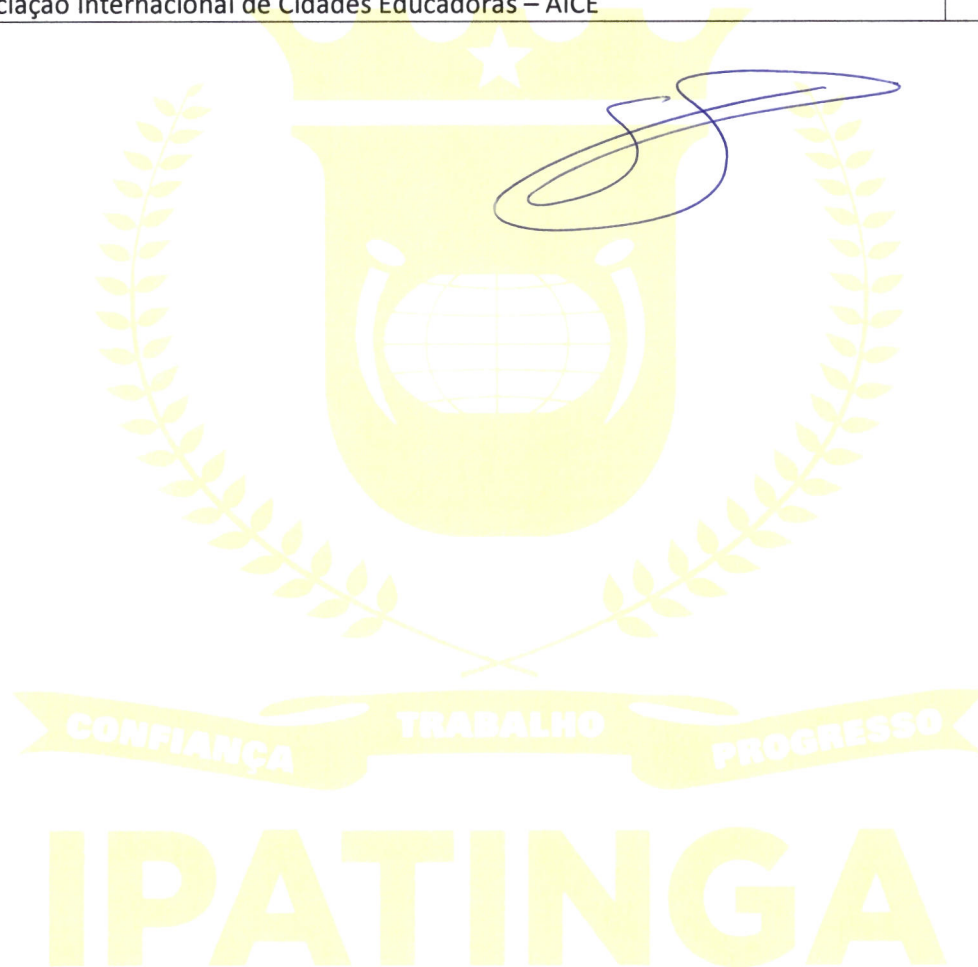 ciação Internacional de Cidades Educadoras – AICE
CONFIANÇA TRABALHO PROGRESSO
IPATINGA